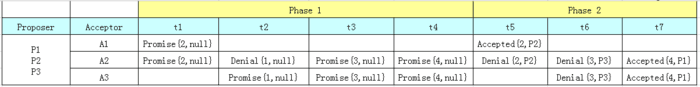 Phase 1 Phase 2
Proposer Acceptor t1 t2 t3 t4 t5 t6 t7
P1 P2 P3
A1 Promise(2,null) Accepted(2,P2)
A2 Promise(2,null) Denial(1,null) Promise(3,null) Promise(4,null) Denial(2,P2) Denial(3,P3) Accepted(4,P1)
A3 Promise(1,null) Promise(3,null) Promise(4,null) Denial(3,P3) Accepted(4,P1)